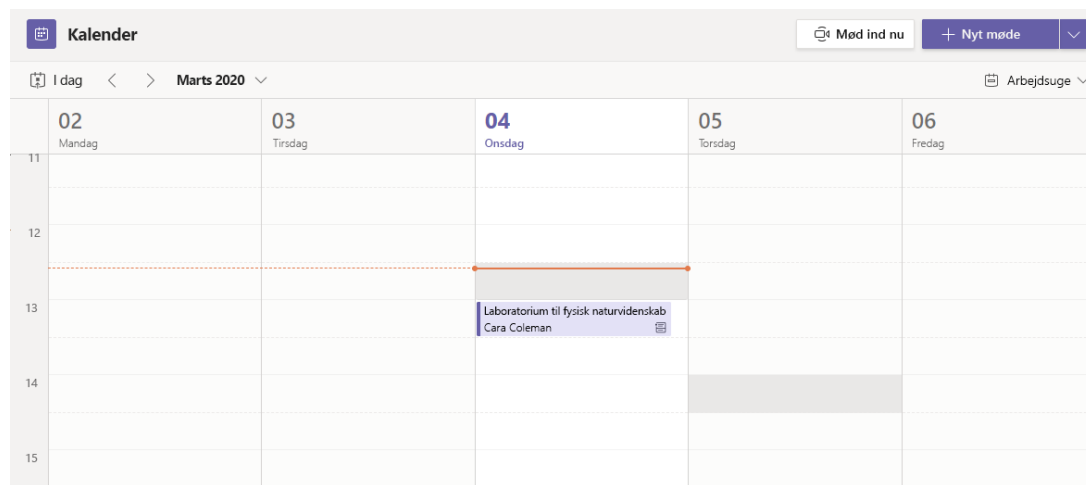 Kalender
Mød ind nu
Nyt møde
I dag
Marts 2020
Arbejdsuge
02
03
04
05
06
Mandag
Tirsdag
Onsdag
Torsdag
Fredag
11
12
13
Laboratorium til fysisk naturvidenskab
Cara Coleman
14
15